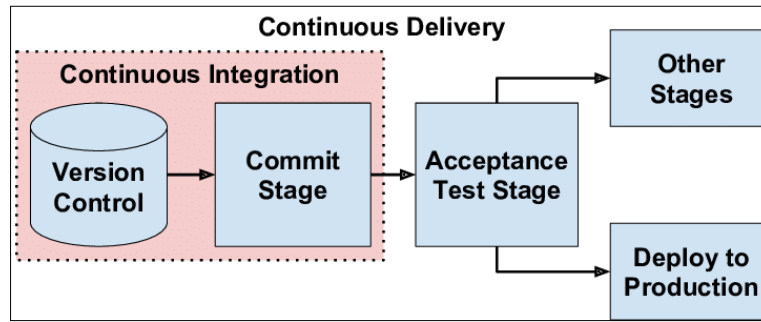 Continuous Delivery
Continuous Integration
Version
Control
Commit
Stage
Acceptance
Test Stage
Other
Stages
Deploy to
Production